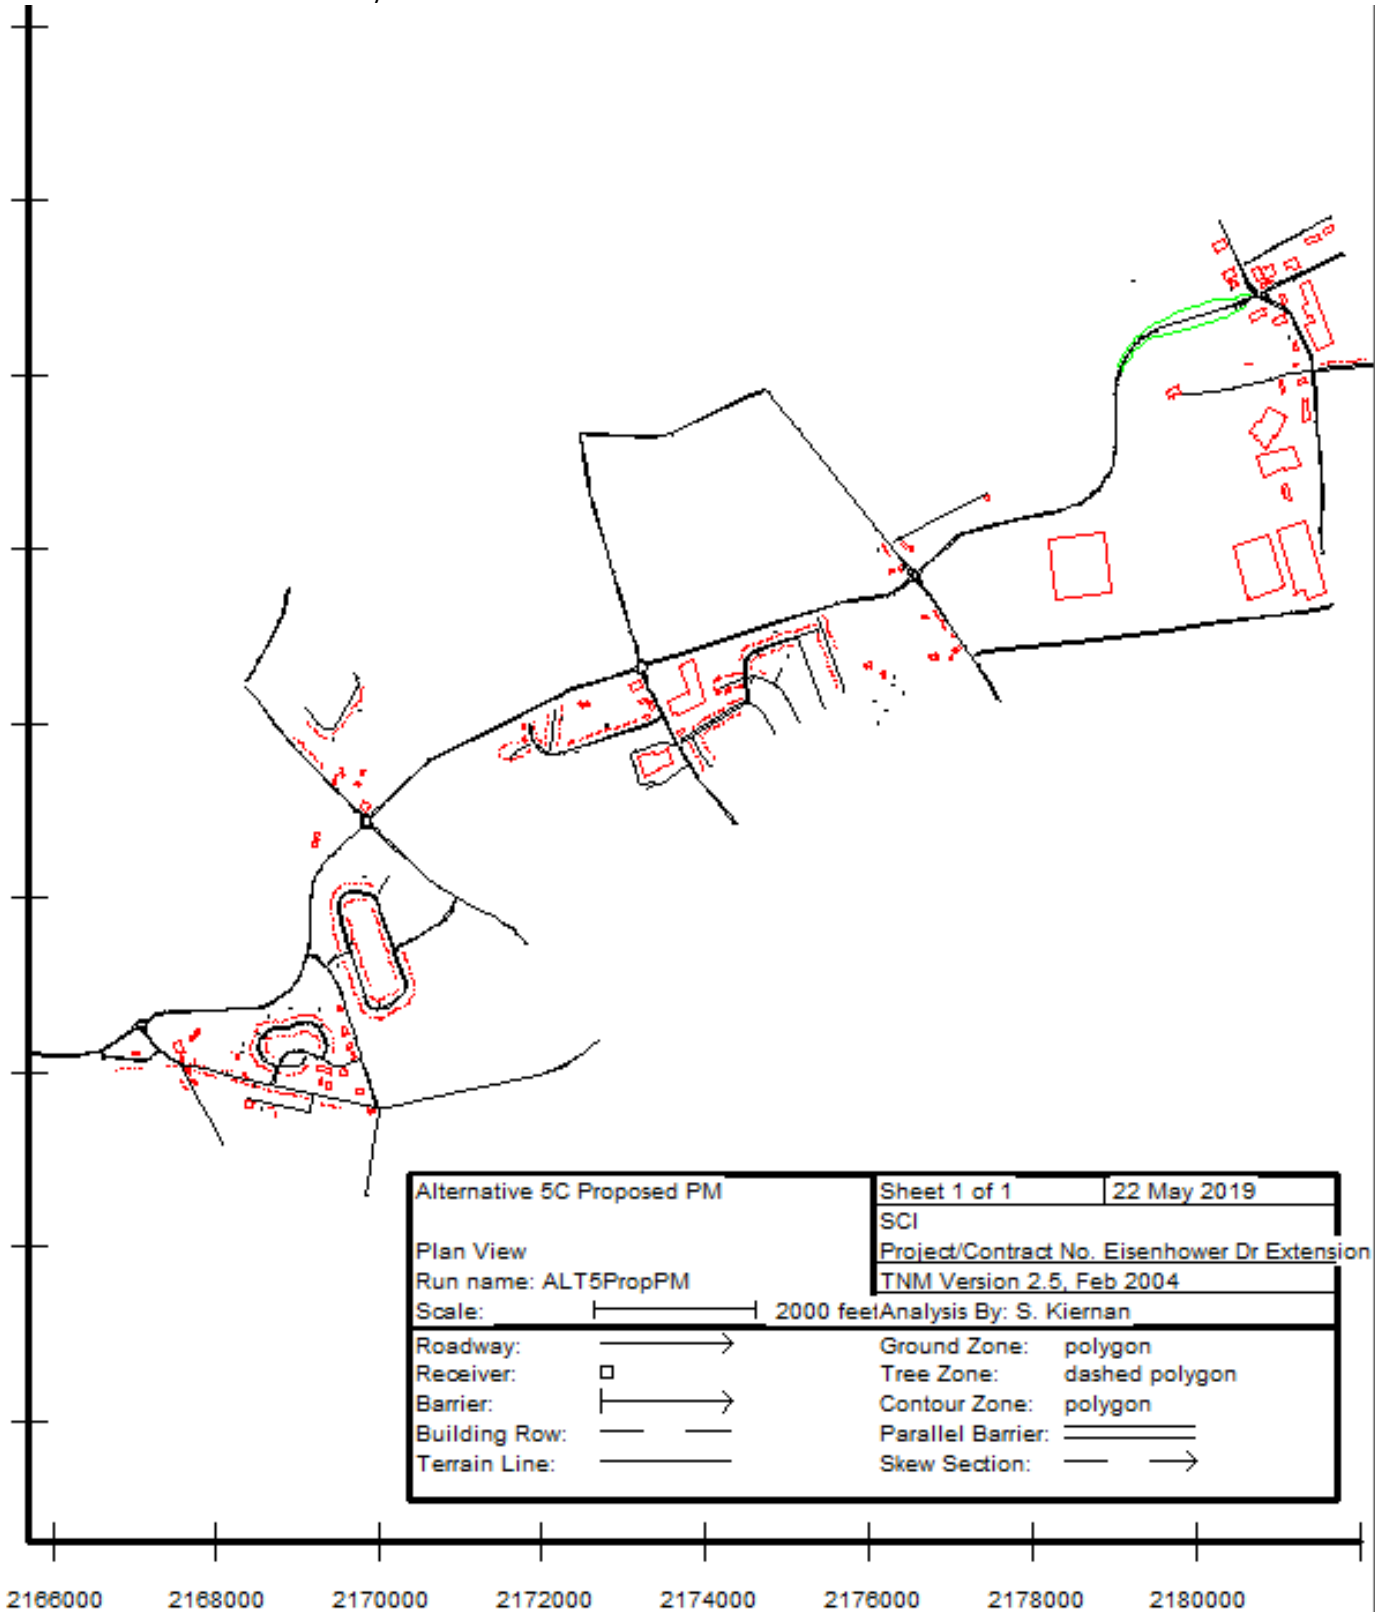 Alternative 5C Proposed PM
Sheet 1 of 1
22 May 2019
SCI
Plan View
Project/Contract No. Eisenhower Dr Extension
Run name: ALT5PropPM
TNM Version 2.5, Feb 2004
Scale:
2000 feet
Analysis By: S. Kiernan
Roadway:
Ground Zone: polygon
Receiver:
Tree Zone: dashed polygon
Barrier:
Contour Zone: polygon
Building Row:
Parallel Barrier:
Terrain Line:
Skew Section:
2166000 2168000 2170000 2172000 2174000 2176000 2178000 2180000